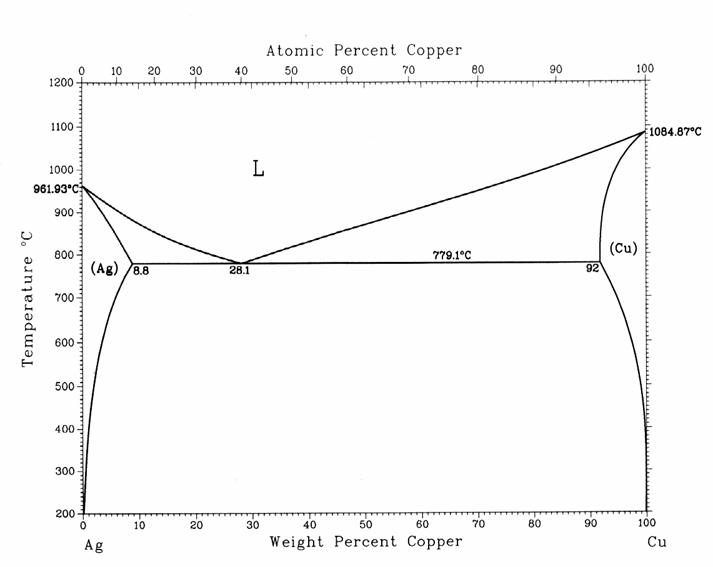 Atomic Percent Copper
0 10 20 30 40 50 60 70 80 90 100
1200
1100
1084.87°C
L
1000
961.93°C
900
(Cu)
800
779.1°C
(Ag)
8.8
28.1
92
700
600
500
400
300
200
Temperature °C
0 10 20 30 40 50 60 70 80 90 100
Ag
Weight Percent Copper
Cu